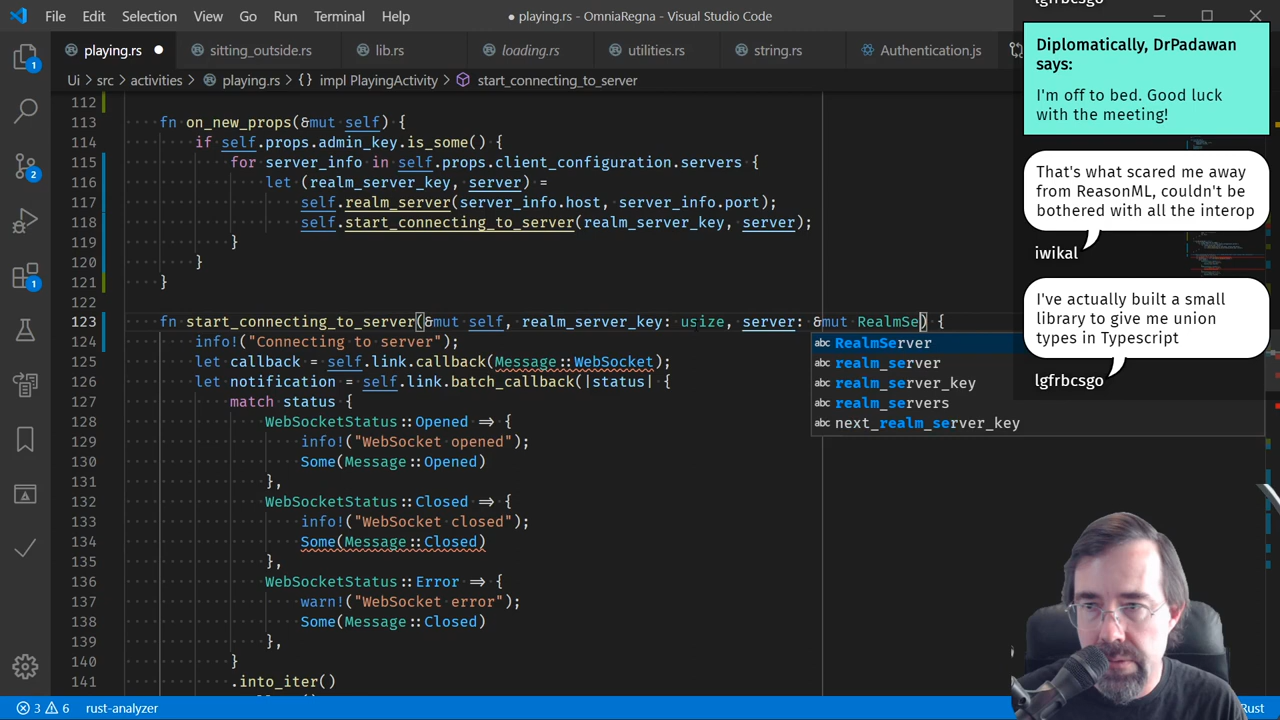 File Edit Selection View Go Run Terminal Help
● playing.rs - OmniaRegna - Visual Studio Code
playing.rs ● sitting_outside.rs lib.rs loading.rs utilities.rs string.rs Authentication.js
Ui > src > activities > playing.rs > {} impl PlayingActivity > start_connecting_to_server
112
113 fn on_new_props(&mut self) {
114 if self.props.admin_key.is_some() {
115 for server_info in self.props.client_configuration.servers {
116 let (realm_server_key, server) =
117 self.realm_server(server_info.host, server_info.port);
118 self.start_connecting_to_server(realm_server_key, server);
119 }
120 }
121 }
122
123 fn start_connecting_to_server(&mut self, realm_server_key: usize, server: &mut RealmSe) {
124 info!("Connecting to server");
125 let callback = self.link.callback(Message::WebSocket);
126 let notification = self.link.batch_callback(|status| {
127 match status {
128 WebSocketStatus::Opened => {
129 info!("WebSocket opened");
130 Some(Message::Opened)
131 },
132 WebSocketStatus::Closed => {
133 info!("WebSocket closed");
134 Some(Message::Closed)
135 },
136 WebSocketStatus::Error => {
137 warn!("WebSocket error");
138 Some(Message::Closed)
139 },
140 }
141 .into_iter()
abc RealmServer
abc realm_server
abc realm_server_key
abc realm_servers
abc next_realm_server_key
lgfrbcsgo
Diplomatically, DrPadawan
says:
I'm off to bed. Good luck
with the meeting!
That's what scared me away
from ReasonML, couldn't be
bothered with all the interop
iwikal
I've actually built a small
library to give me union
types in Typescript
lgfrbcsgo
1
2
1
3 6 rust-analyzer
Rust